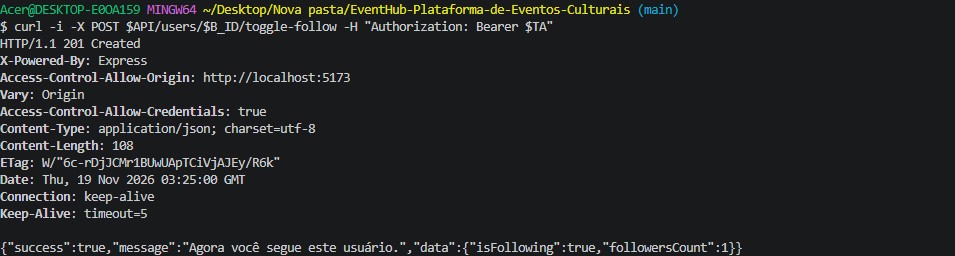 Acer@DESKTOP-E0OA159 MINGW64 ~/Desktop/Nova pasta/EventHub-Plataforma-de-Eventos-Culturais (main)
$ curl -i -X POST $API/users/$B_ID/toggle-follow -H "Authorization: Bearer $TA"
HTTP/1.1 201 Created
X-Powered-By: Express
Access-Control-Allow-Origin: http://localhost:5173
Vary: Origin
Access-Control-Allow-Credentials: true
Content-Type: application/json; charset=utf-8
Content-Length: 108
ETag: W/"6c-rDjJCMr1BUwUApTCiVjAJEy/R6k"
Date: Thu, 19 Nov 2026 03:25:00 GMT
Connection: keep-alive
Keep-Alive: timeout=5
{"success":true,"message":"Agora você segue este usuário.","data":{"isFollowing":true,"followersCount":1}}